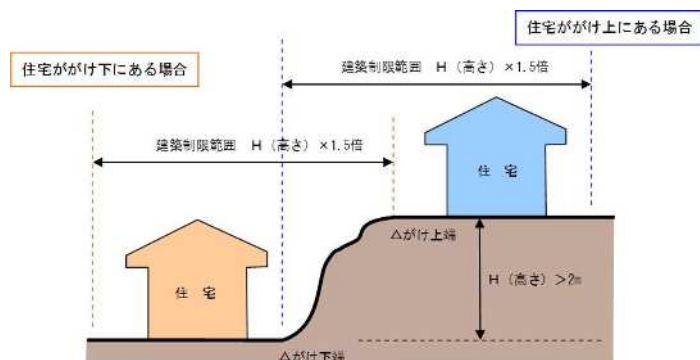 住宅ががけ上にある場合
住宅ががけ下にある場合
建築制限範囲 H(高さ)×1.5倍
建築制限範囲 H(高さ)×1.5倍
住 宅
△がけ上端
H(高さ)>2m
住 宅
△がけ下端